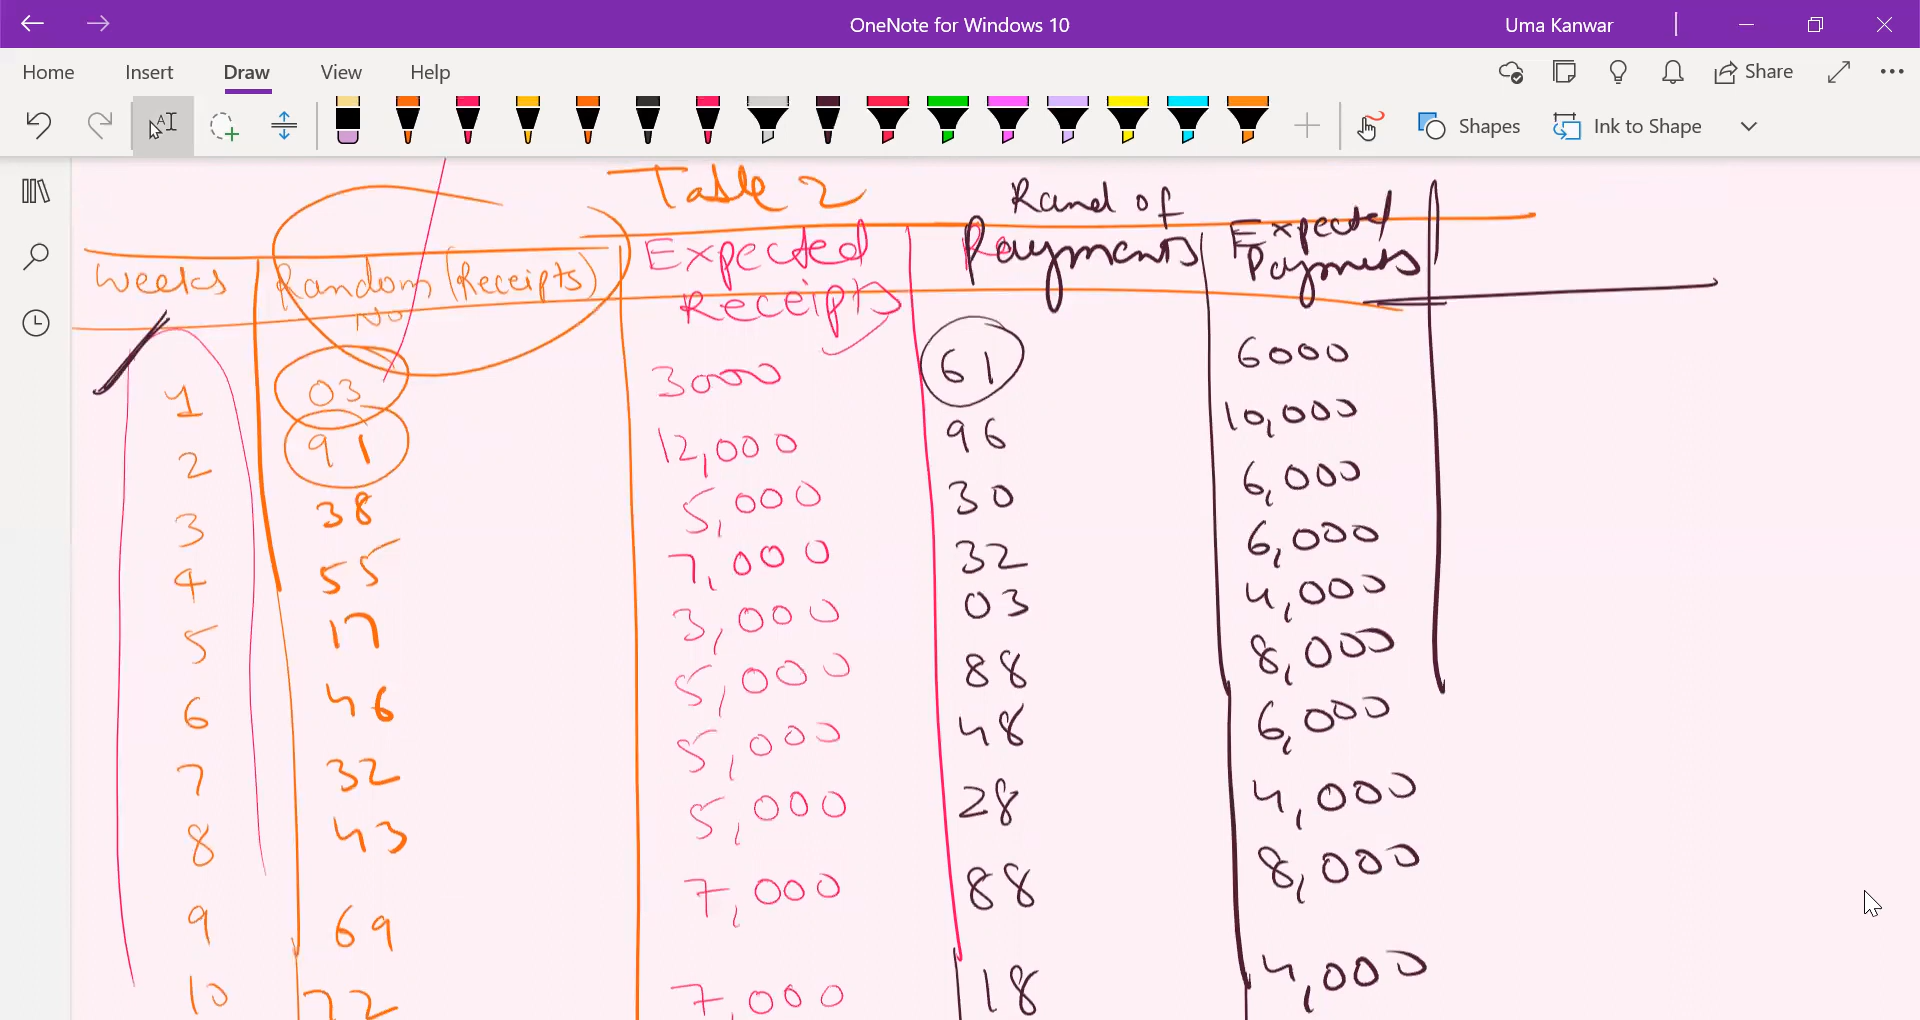 OneNote for Windows 10
Uma Kanwar
Home Insert Draw View Help
Share
Shapes Ink to Shape
Table 2
Weeks Random (Receipts) No Expected Receipts Rand of Payments Expected Paymets
1 03 3000 61 6000
2 91 12,000 96 10,000
3 38 5,000 30 6,000
4 55 7,000 32 6,000
5 17 3,000 03 4,000
6 46 5,000 88 8,000
7 32 5,000 48 6,000
8 43 5,000 28 4,000
9 69 7,000 88 8,000
10 72 7,000 18 4,000